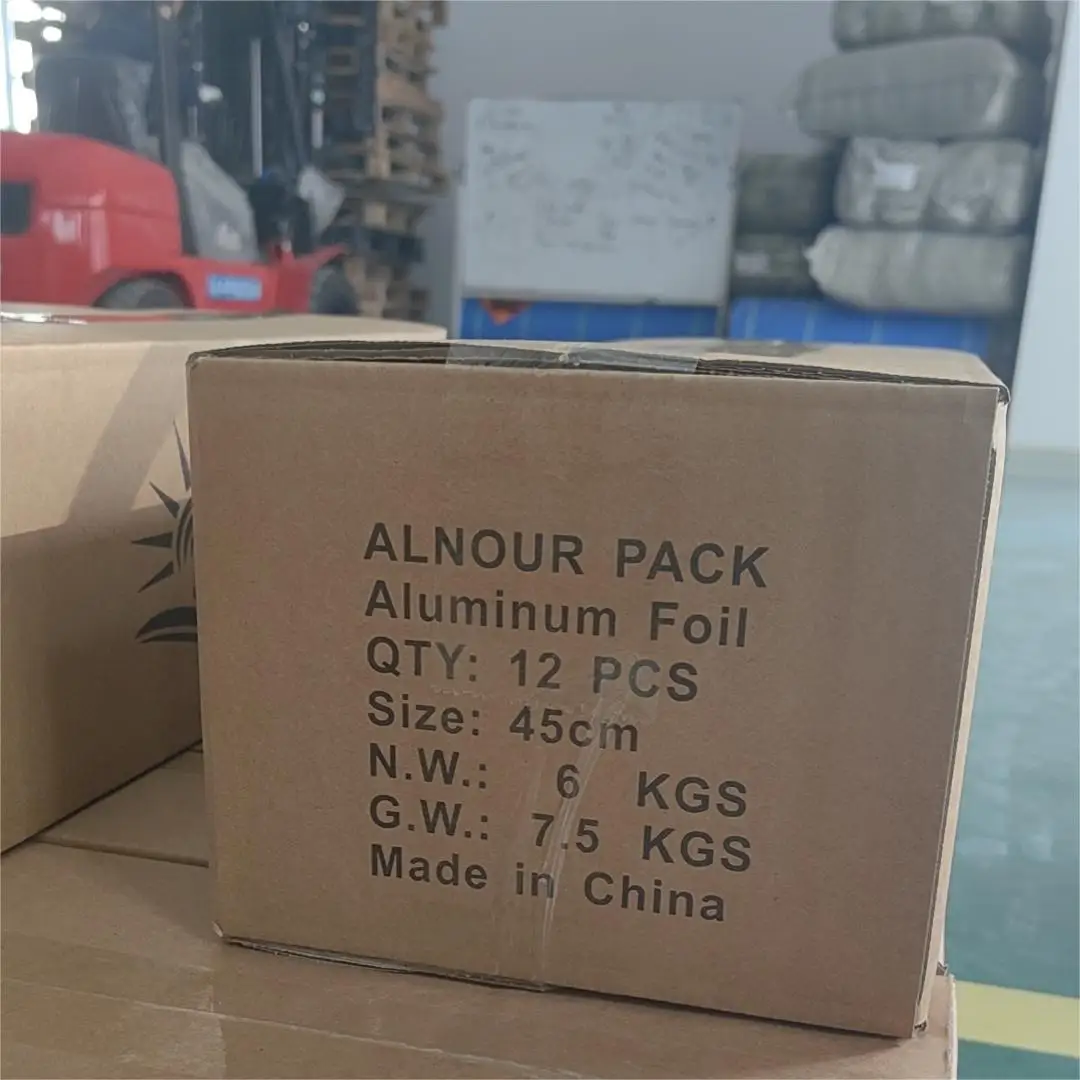 ALNOUR PACK
Aluminum Foil
QTY: 12 PCS
Size: 45cm
N.W.: 6 KGS
G.W.: 7.5 KGS
Made in China